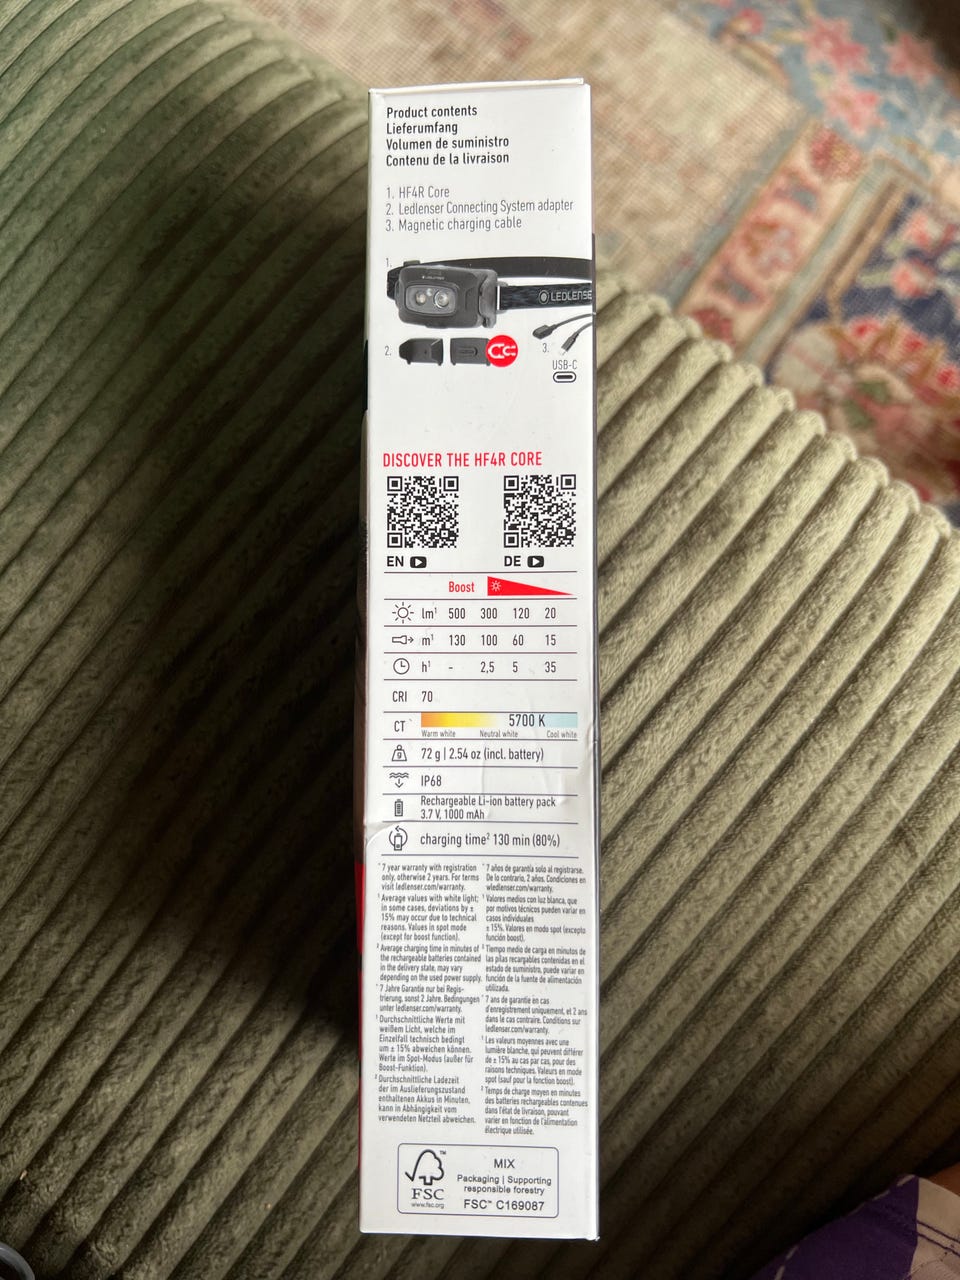 Product contents
Lieferumfang
Volumen de suministro
Contenu de la livraison
1. HF4R Core
2. Ledlenser Connecting System adapter
3. Magnetic charging cable
1.
LEDLENSER
LEDLENSE
2.
3.
USB-C
DISCOVER THE HF4R CORE
EN
DE
Boost
lm¹ 500 300 120 20
m¹ 130 100 60 15
h¹ - 2,5 5 35
CRI 70
CT 5700 K
Warm white Neutral white Cool white
g
72 g | 2.54 oz (incl. battery)
IP68
Rechargeable Li-ion battery pack
3.7 V, 1000 mAh
charging time² 130 min (80%)
* 7 year warranty with registration
only, otherwise 2 years. For terms
visit ledlenser.com/warranty.
¹ Average values with white light;
in some cases, deviations by ±
15% may occur due to technical
reasons. Values in spot mode
(except for boost function).
² Average charging time in minutes of
the rechargeable batteries contained
in the delivery state, may vary
depending on the used power supply.
* 7 Jahre Garantie nur bei Regis-
trierung, sonst 2 Jahre. Bedingungen
unter ledlenser.com/warranty.
¹ Durchschnittliche Werte mit
weißem Licht, welche im
Einzelfall technisch bedingt
um ± 15% abweichen können.
Werte im Spot-Modus (außer für
Boost-Funktion).
² Durchschnittliche Ladezeit
der im Auslieferungszustand
enthaltenen Akkus in Minuten,
kann in Abhängigkeit vom
verwendeten Netzteil abweichen.
* 7 años de garantía solo al registrarse.
De lo contrario, 2 años. Condiciones en
wledlenser.com/warranty.
¹ Valores medios con luz blanca, que
por motivos técnicos pueden variar en
casos individuales
± 15%. Valores en modo spot (excepto
función boost).
² Tiempo medio de carga en minutos de
las pilas recargables contenidas en el
estado de suministro, puede variar en
función de la fuente de alimentación
utilizada.
* 7 ans de garantie en cas
d'enregistrement uniquement, et 2 ans
dans le cas contraire. Conditions sur
ledlenser.com/warranty.
¹ Les valeurs moyennes avec une
lumière blanche, qui peuvent différer
de ± 15% au cas par cas, pour des
raisons techniques. Valeurs en mode
spot (sauf pour la fonction boost).
² Temps de charge moyen en minutes
des batteries rechargeables contenues
dans l'état de livraison, pouvant
varier en fonction de l'alimentation
électrique utilisée.
FSC
www.fsc.org
MIX
Packaging | Supporting
responsible forestry
FSC™ C169087